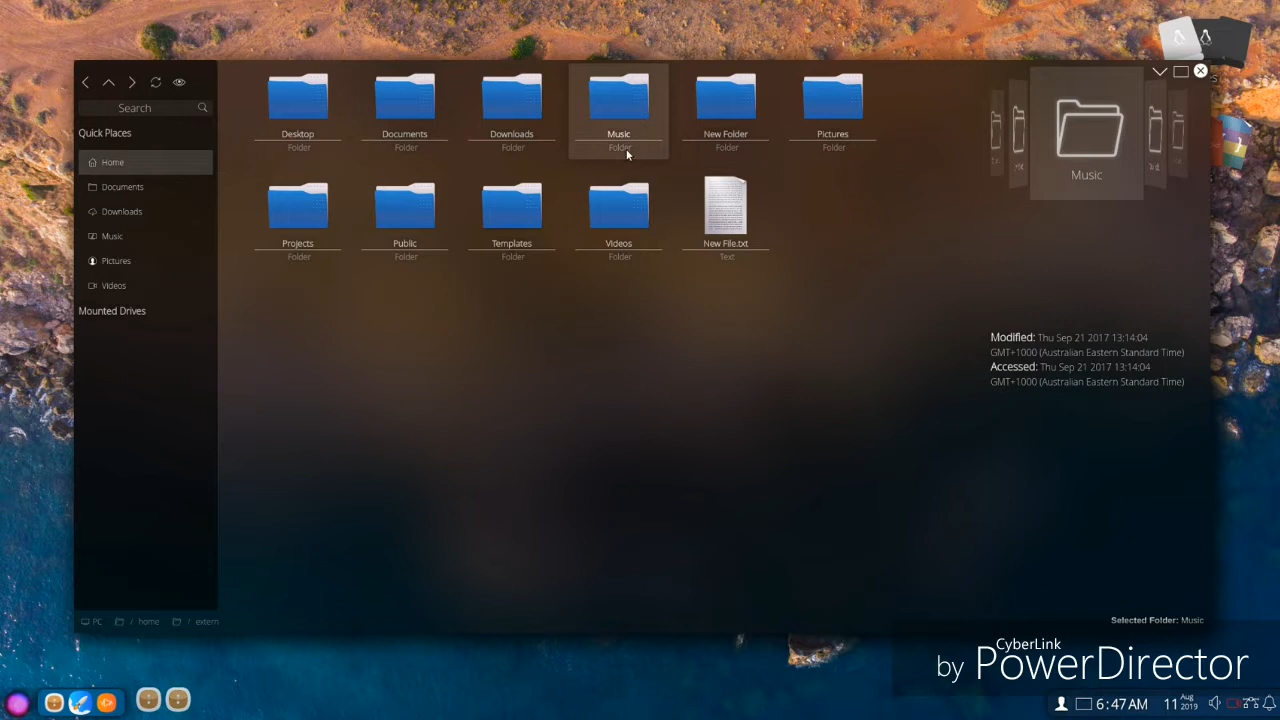 Search
Quick Places
Home
Documents
Downloads
Music
Pictures
Videos
Mounted Drives
Desktop
Folder
Documents
Folder
Downloads
Folder
Music
Folder
New Folder
Folder
Pictures
Folder
Projects
Folder
Public
Folder
Templates
Folder
Videos
Folder
New File.txt
Text
Music
Modified: Thu Sep 21 2017 13:14:04
GMT+1000 (Australian Eastern Standard Time)
Accessed: Thu Sep 21 2017 13:14:04
GMT+1000 (Australian Eastern Standard Time)
PC / home / extern
Selected Folder: Music
CyberLink
by PowerDirector
6:47AM 11 Aug 2019